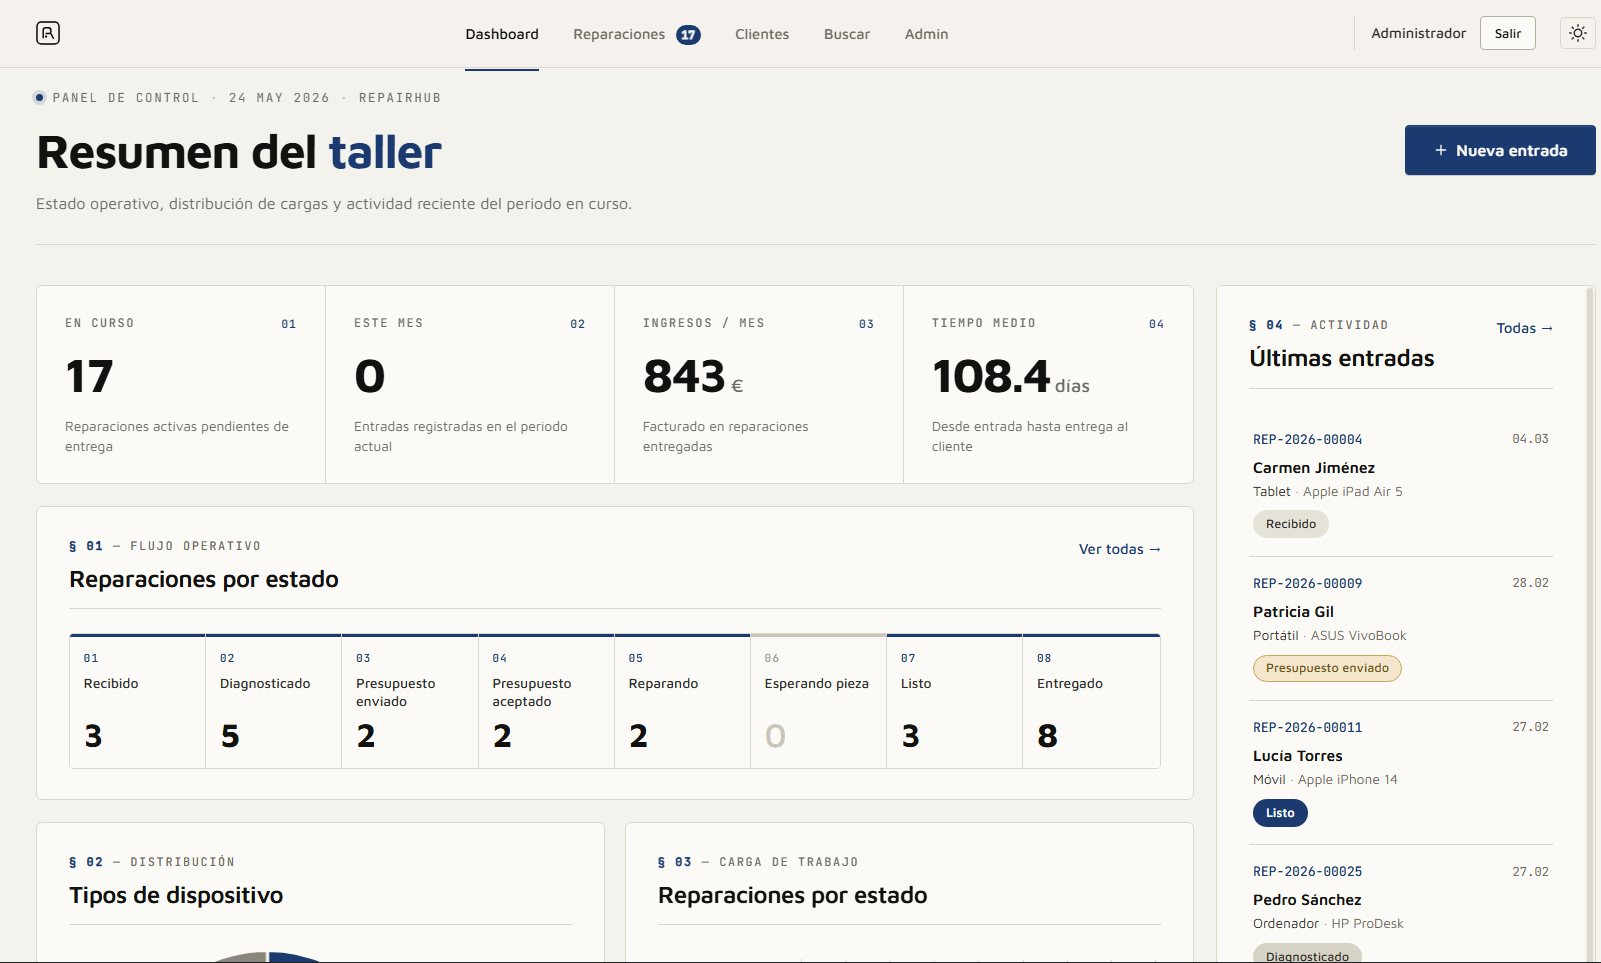 Dashboard
Reparaciones 17
Clientes
Buscar
Admin
Administrador
Salir
PANEL DE CONTROL · 24 MAY 2026 · REPAIRHUB
Resumen del taller
+ Nueva entrada
Estado operativo, distribución de cargas y actividad reciente del periodo en curso.
EN CURSO 01
17
Reparaciones activas pendientes de
entrega
ESTE MES 02
0
Entradas registradas en el periodo
actual
INGRESOS / MES 03
843 €
Facturado en reparaciones
entregadas
TIEMPO MEDIO 04
108.4 días
Desde entrada hasta entrega al
cliente
§ 01 — FLUJO OPERATIVO
Ver todas →
Reparaciones por estado
01
Recibido
3
02
Diagnosticado
5
03
Presupuesto
enviado
2
04
Presupuesto
aceptado
2
05
Reparando
2
06
Esperando pieza
0
07
Listo
3
08
Entregado
8
§ 02 — DISTRIBUCIÓN
Tipos de dispositivo
§ 03 — CARGA DE TRABAJO
Reparaciones por estado
§ 04 — ACTIVIDAD
Todas →
Últimas entradas
REP-2026-00004 04.03
Carmen Jiménez
Tablet · Apple iPad Air 5
Recibido
REP-2026-00009 28.02
Patricia Gil
Portátil · ASUS VivoBook
Presupuesto enviado
REP-2026-00011 27.02
Lucía Torres
Móvil · Apple iPhone 14
Listo
REP-2026-00025 27.02
Pedro Sánchez
Ordenador · HP ProDesk
Diagnosticado